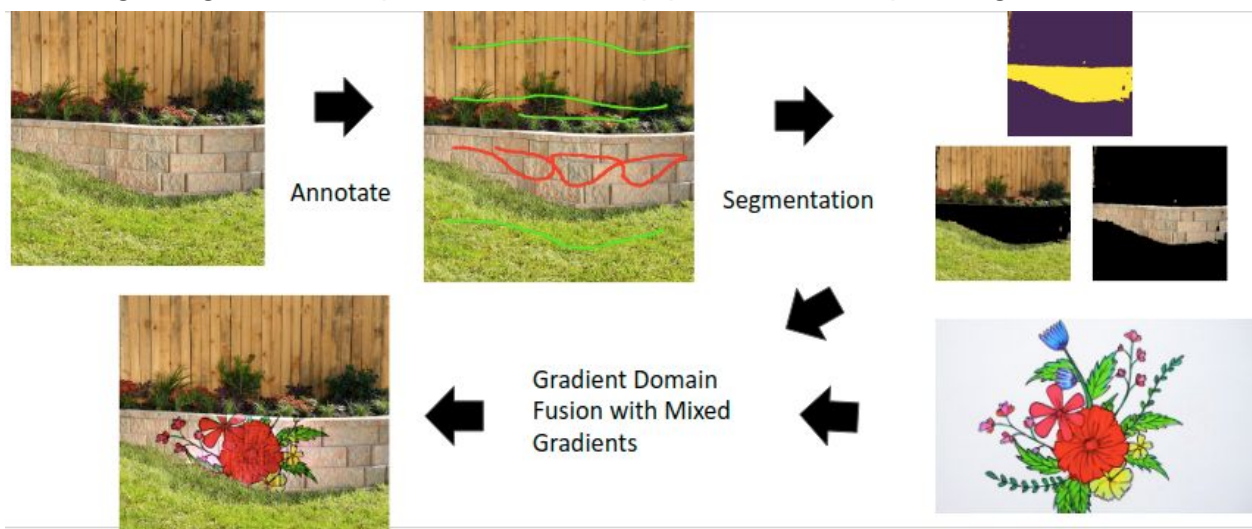 Annotate
Segmentation
Gradient Domain
Fusion with Mixed
Gradients